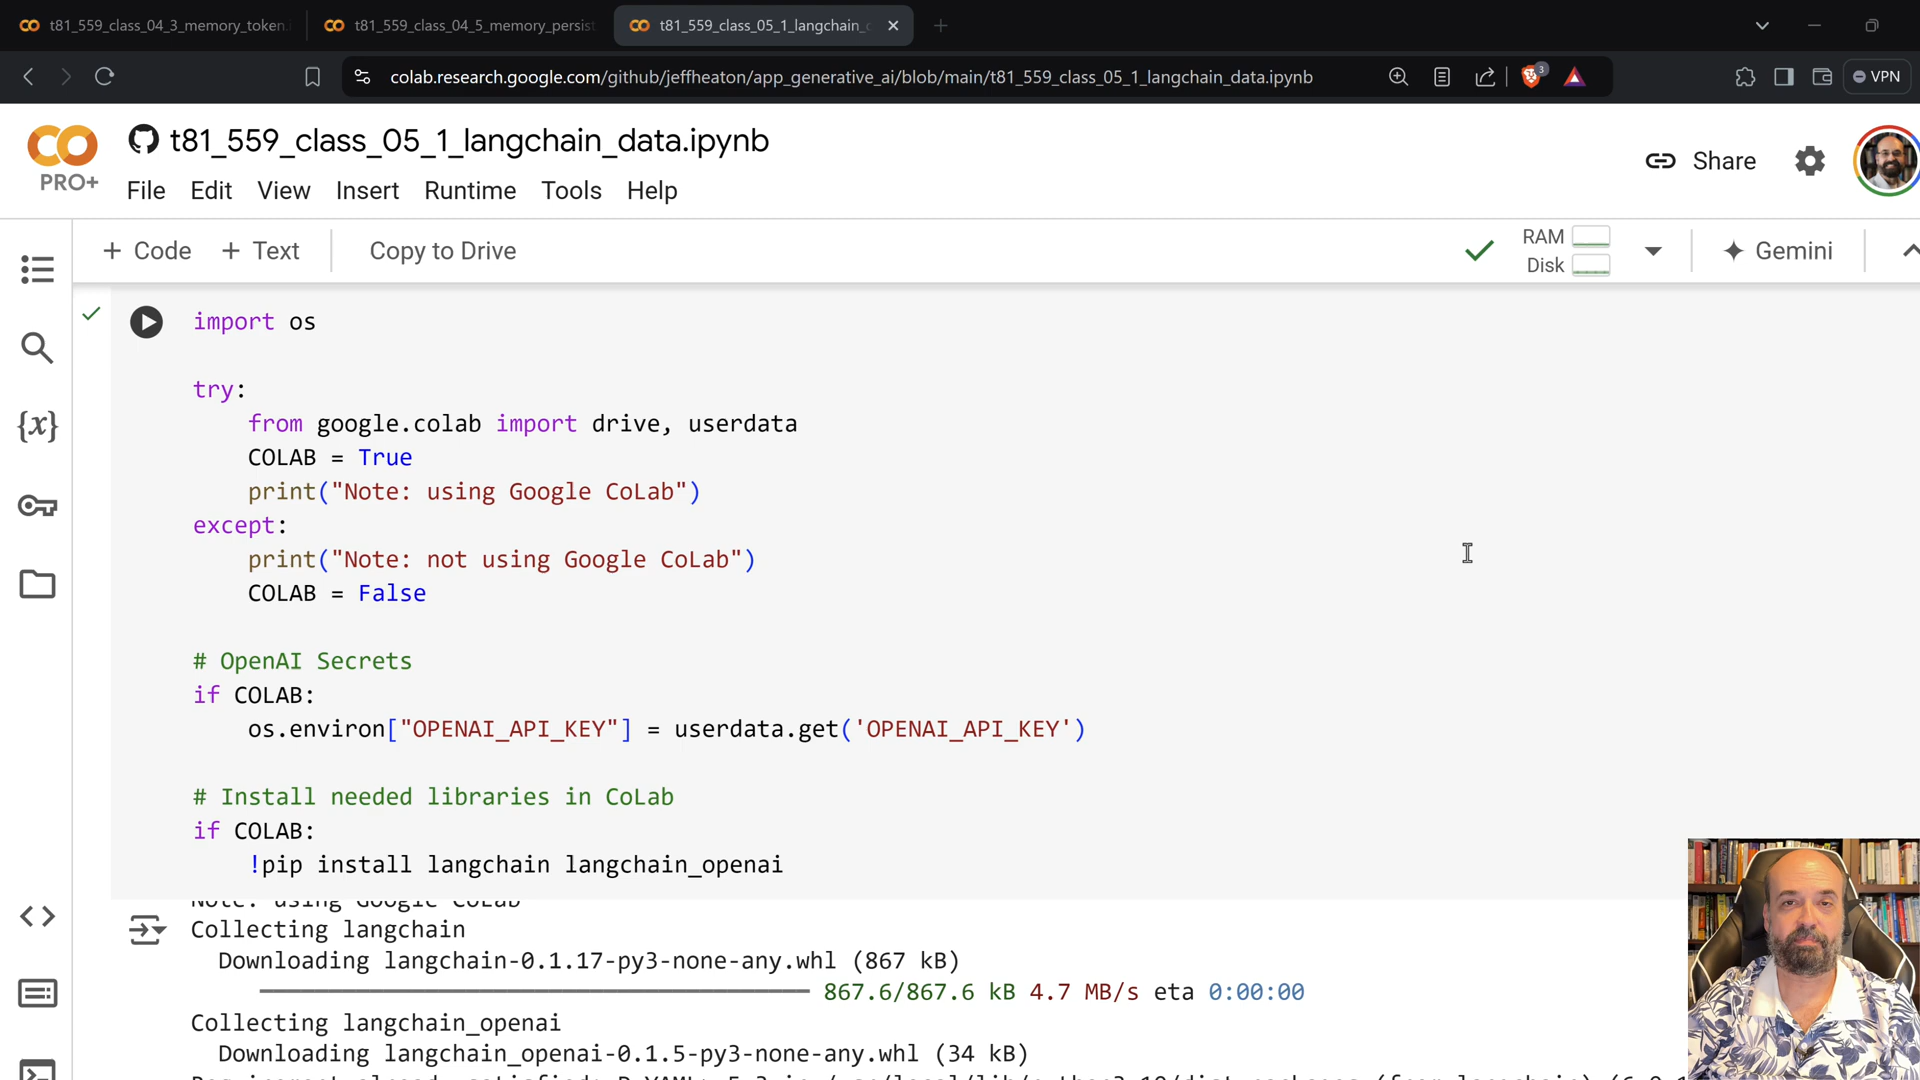 t81_559_class_04_3_memory_token.i
t81_559_class_04_5_memory_persist
t81_559_class_05_1_langchain_c
colab.research.google.com/github/jeffheaton/app_generative_ai/blob/main/t81_559_class_05_1_langchain_data.ipynb
3
VPN
PRO+
t81_559_class_05_1_langchain_data.ipynb
File Edit View Insert Runtime Tools Help
Share
+ Code + Text Copy to Drive
RAM
Disk
Gemini
import os
try:
from google.colab import drive, userdata
COLAB = True
print("Note: using Google CoLab")
except:
print("Note: not using Google CoLab")
COLAB = False
# OpenAI Secrets
if COLAB:
os.environ["OPENAI_API_KEY"] = userdata.get('OPENAI_API_KEY')
# Install needed libraries in CoLab
if COLAB:
!pip install langchain langchain_openai
Note: using Google CoLab
Collecting langchain
Downloading langchain-0.1.17-py3-none-any.whl (867 kB)
867.6/867.6 kB 4.7 MB/s eta 0:00:00
Collecting langchain_openai
Downloading langchain_openai-0.1.5-py3-none-any.whl (34 kB)